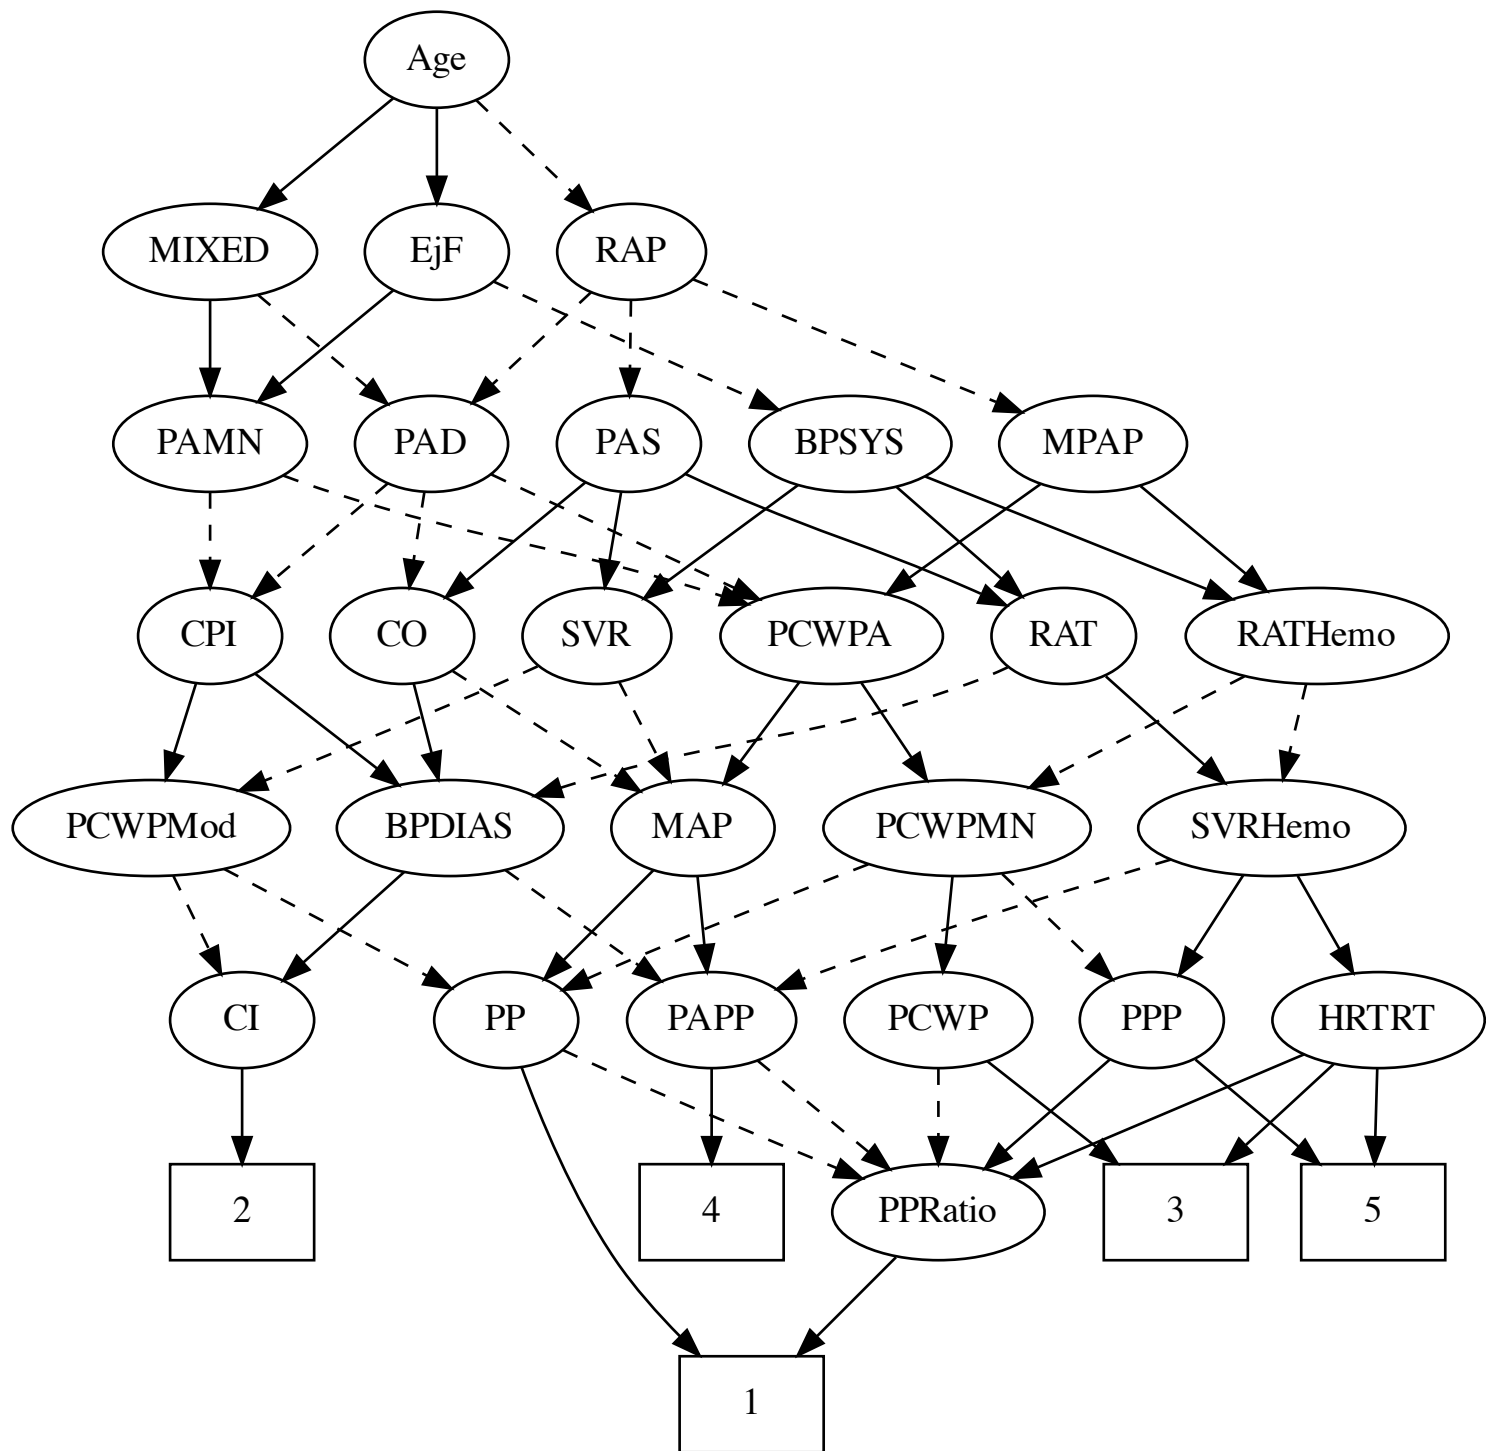 Age
MIXED
EjF
RAP
PAMN
PAD
PAS
BPSYS
MPAP
CPI
CO
SVR
PCWPA
RAT
RATHemo
PCWPMod
BPDIAS
MAP
PCWPMN
SVRHemo
CI
PP
PAPP
PCWP
PPP
HRTRT
2
4
PPRatio
3
5
1